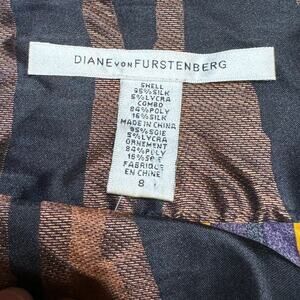 DIANE VON FURSTENBERG
SHELL
95% SILK
5% LYCRA
COMBO
84% POLY
16% SILK
MADE IN CHINA
95% SOIE
5% LYCRA
ORNEMENT
84% POLY
16% SOIE
FABRIQUE
EN CHINE
8